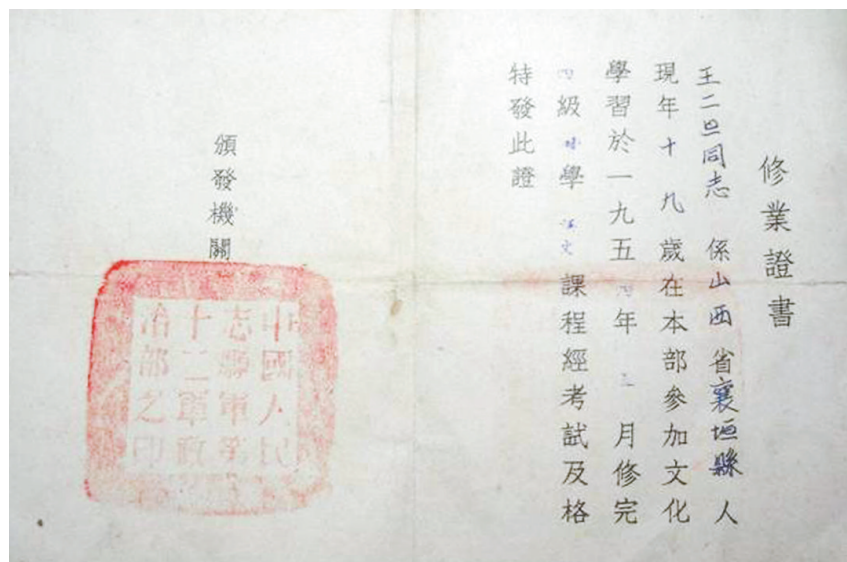 修業證書
王二旦同志 係山西省襄垣縣人
現年十九歲在本部參加文化
學習於一九五四年 月修完
四級 學 課程經考試及格
特發此證
頒發機關
中國人民
志願軍第
十二軍政
治部之印